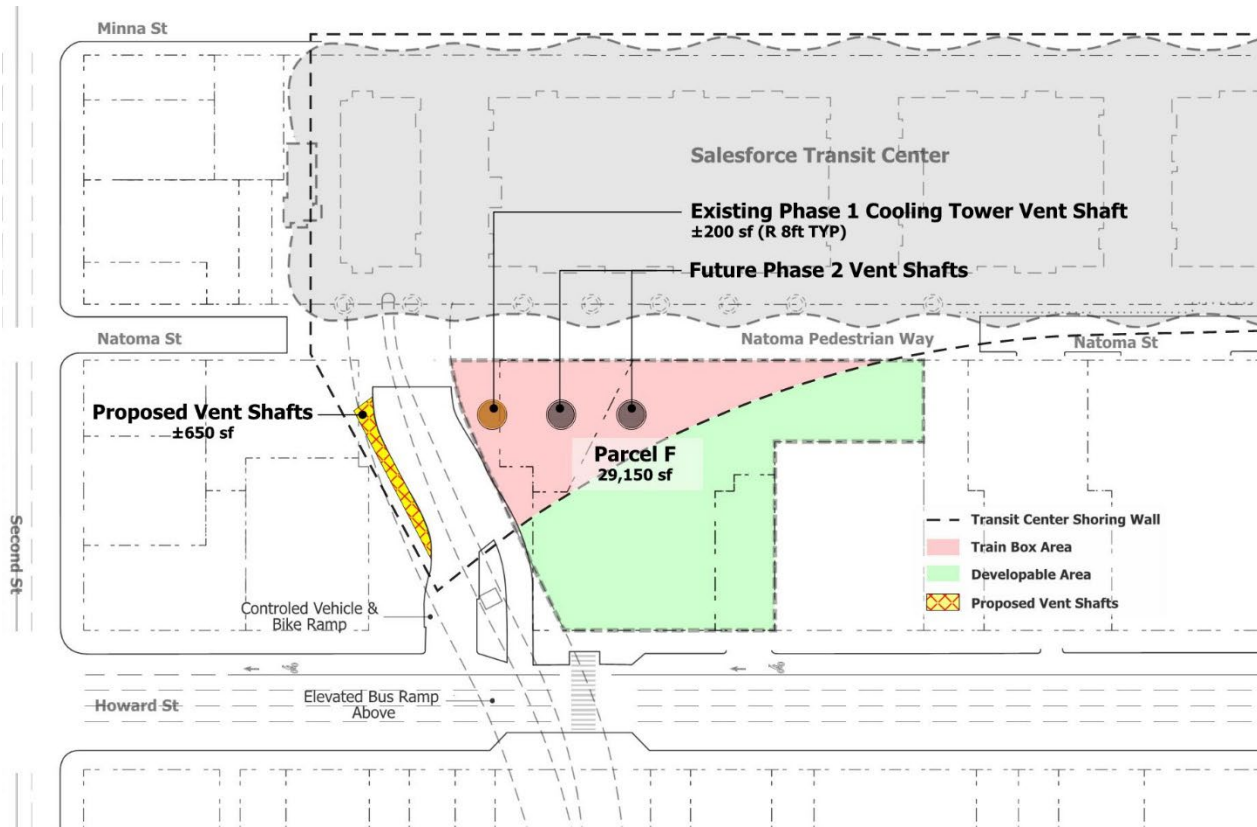 Minna St
Salesforce Transit Center
Existing Phase 1 Cooling Tower Vent Shaft
±200 sf (R 8ft TYP)
Future Phase 2 Vent Shafts
Natoma St
Natoma Pedestrian Way
Natoma St
Proposed Vent Shafts
±650 sf
Parcel F
29,150 sf
Second St
Transit Center Shoring Wall
Train Box Area
Developable Area
Proposed Vent Shafts
Controled Vehicle &
Bike Ramp
Elevated Bus Ramp
Above
Howard St